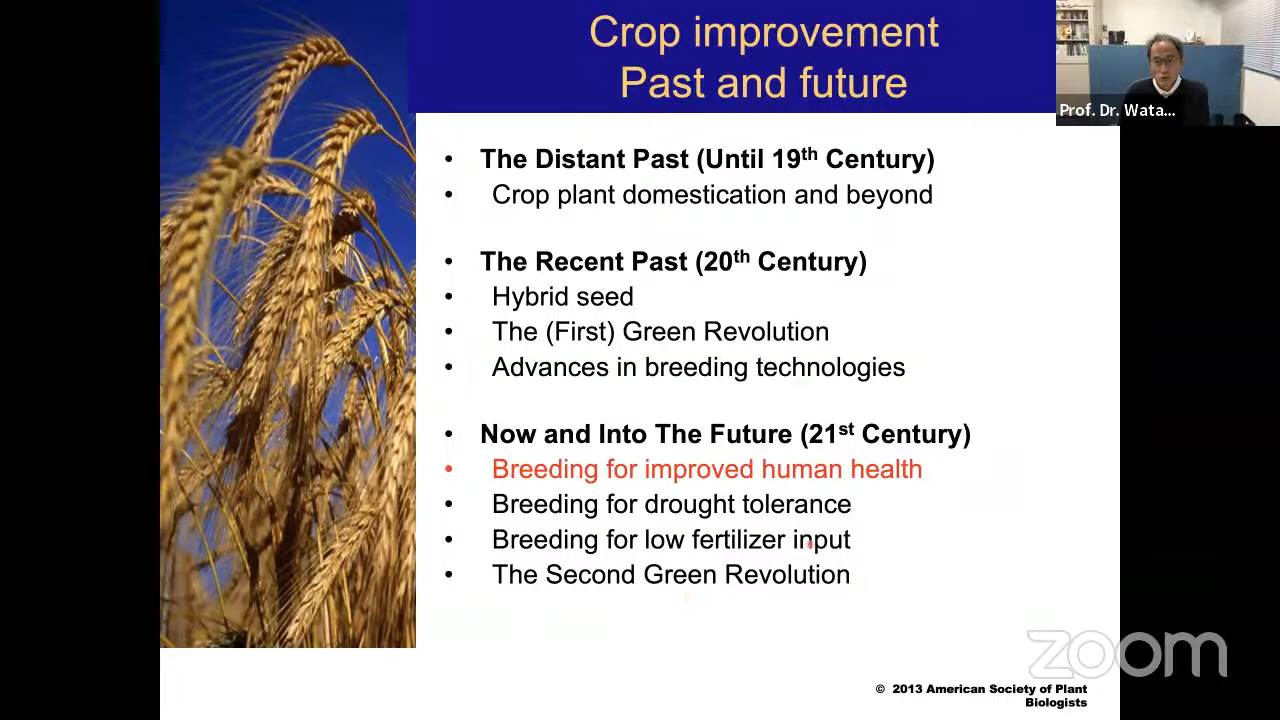 Crop improvement
Past and future
Prof. Dr. Wata...
• The Distant Past (Until 19th Century)
• Crop plant domestication and beyond
• The Recent Past (20th Century)
• Hybrid seed
• The (First) Green Revolution
• Advances in breeding technologies
• Now and Into The Future (21st Century)
• Breeding for improved human health
• Breeding for drought tolerance
• Breeding for low fertilizer input
• The Second Green Revolution
zoom
© 2013 American Society of Plant
Biologists